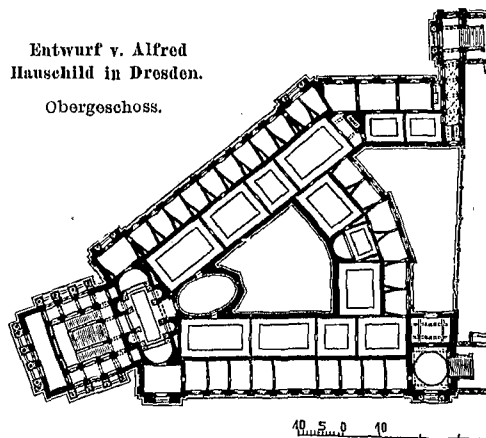 Entwurf v. Alfred
Hauschild in Dresden.
Obergeschoss.
10 5 0 10